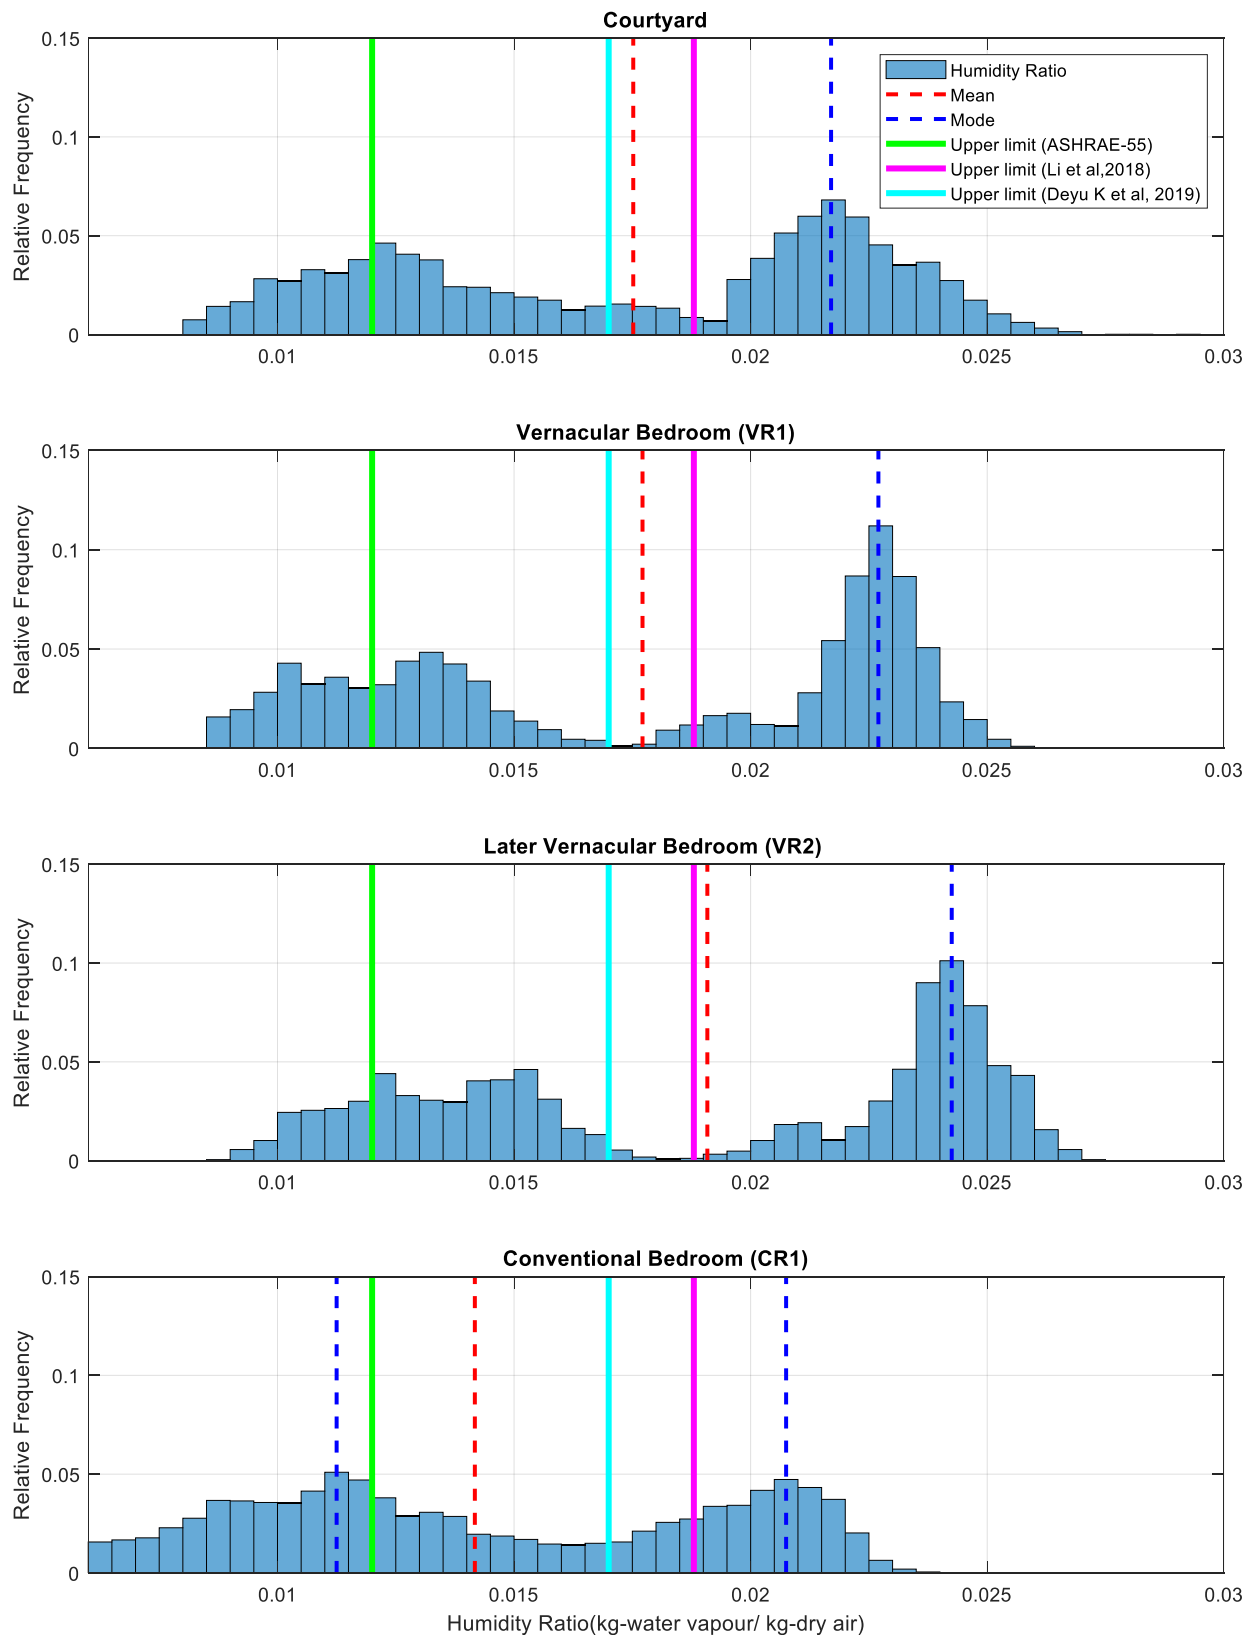 Courtyard
0.15
0.1
0.05
0
Relative Frequency
0.01
0.015
0.02
0.025
0.03
Humidity Ratio
Mean
Mode
Upper limit (ASHRAE-55)
Upper limit (Li et al,2018)
Upper limit (Deyu K et al, 2019)
Vernacular Bedroom (VR1)
0.15
0.1
0.05
0
Relative Frequency
0.01
0.015
0.02
0.025
0.03
Later Vernacular Bedroom (VR2)
0.15
0.1
0.05
0
Relative Frequency
0.01
0.015
0.02
0.025
0.03
Conventional Bedroom (CR1)
0.15
0.1
0.05
0
Relative Frequency
0.01
0.015
0.02
0.025
0.03
Humidity Ratio(kg-water vapour/ kg-dry air)